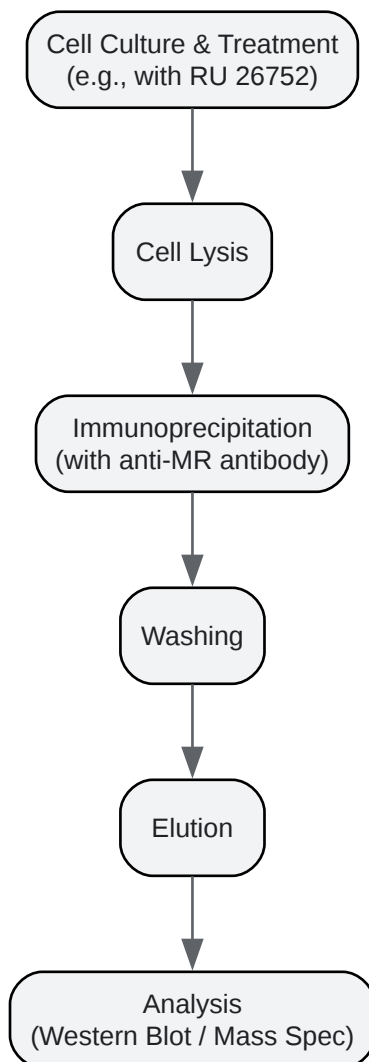 Cell Culture & Treatment
(e.g., with RU 26752)
Cell Lysis
Immunoprecipitation
(with anti-MR antibody)
Washing
Elution
Analysis
(Western Blot / Mass Spec)